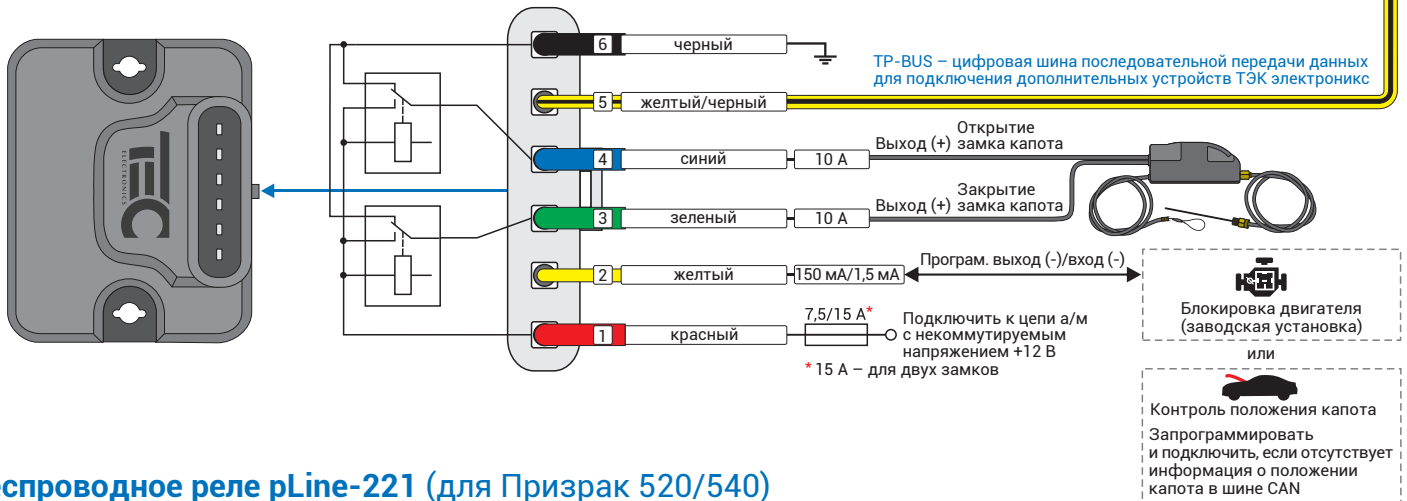 6 черный
TP-BUS – цифровая шина последовательной передачи данных
для подключения дополнительных устройств ТЭК электроникс
5 желтый/черный
TEC
ELECTRONICS
4 синий 10 А Выход (+) Открытие
замка капота
3 зеленый 10 А Выход (+) Закрытие
замка капота
2 желтый 150 мА/1,5 мА Програм. выход (-)/вход (-)
Блокировка двигателя
(заводская установка)
1 красный 7,5/15 А*
Подключить к цепи а/м
с некоммутируемым
напряжением +12 В
* 15 А – для двух замков
или
Контроль положения капота
Запрограммировать
и подключить, если отсутствует
информация о положении
капота в шине CAN
еспроводное реле pLine-221 (для Призрак 520/540)